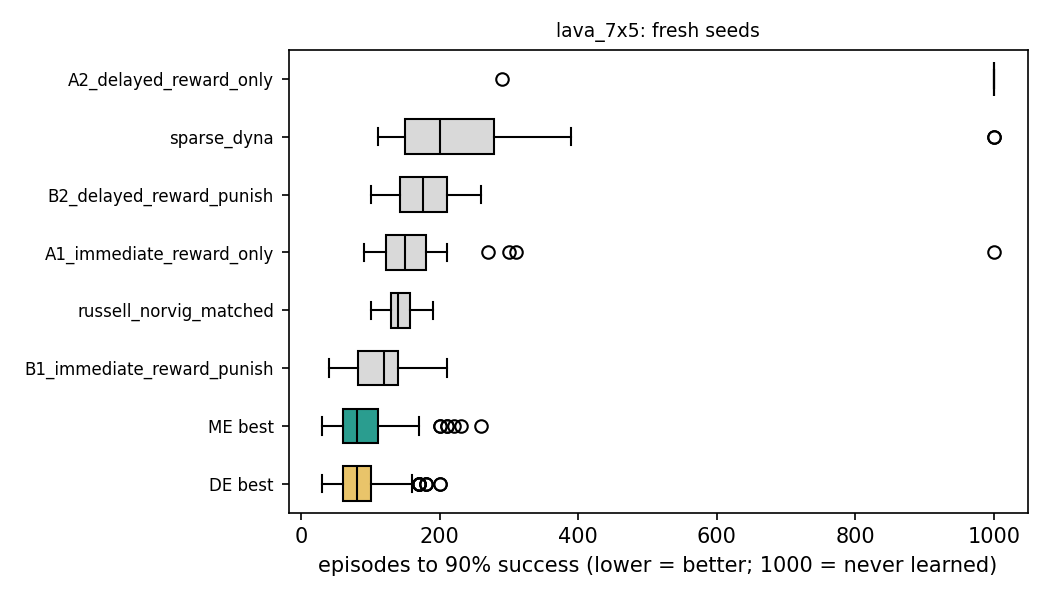 lava_7x5: fresh seeds
A2_delayed_reward_only
sparse_dyna
B2_delayed_reward_punish
A1_immediate_reward_only
russell_norvig_matched
B1_immediate_reward_punish
ME best
DE best
0 200 400 600 800 1000
episodes to 90% success (lower = better; 1000 = never learned)